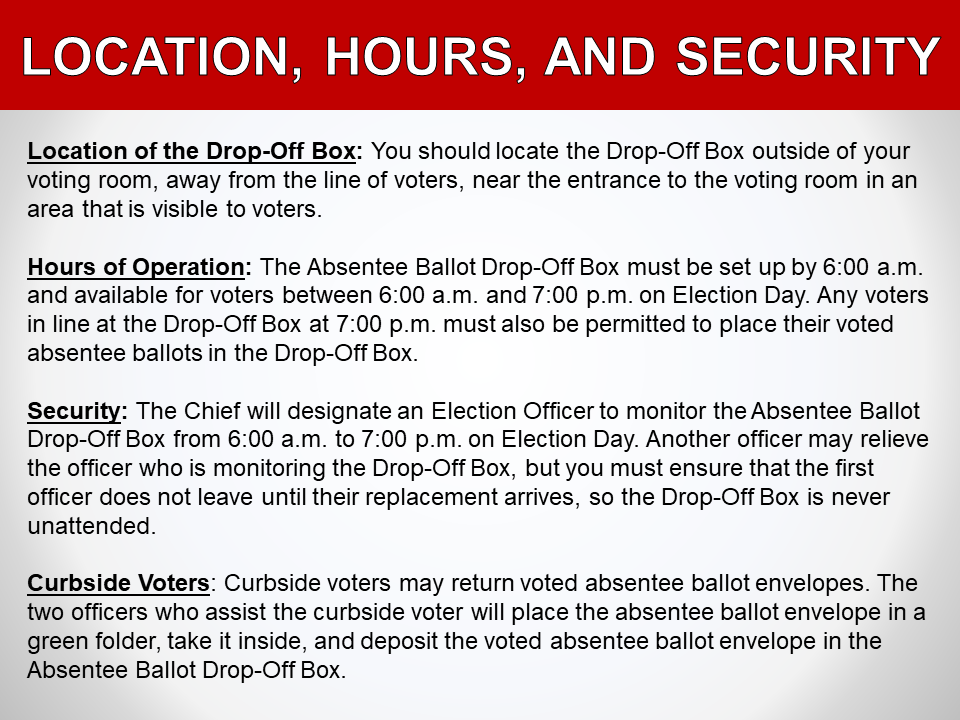 LOCATION, HOURS, AND SECURITY
Location of the Drop-Off Box: You should locate the Drop-Off Box outside of your
voting room, away from the line of voters, near the entrance to the voting room in an
area that is visible to voters.
Hours of Operation: The Absentee Ballot Drop-Off Box must be set up by 6:00 a.m.
and available for voters between 6:00 a.m. and 7:00 p.m. on Election Day. Any voters
in line at the Drop-Off Box at 7:00 p.m. must also be permitted to place their voted
absentee ballots in the Drop-Off Box.
Security: The Chief will designate an Election Officer to monitor the Absentee Ballot
Drop-Off Box from 6:00 a.m. to 7:00 p.m. on Election Day. Another officer may relieve
the officer who is monitoring the Drop-Off Box, but you must ensure that the first
officer does not leave until their replacement arrives, so the Drop-Off Box is never
unattended.
Curbside Voters: Curbside voters may return voted absentee ballot envelopes. The
two officers who assist the curbside voter will place the absentee ballot envelope in a
green folder, take it inside, and deposit the voted absentee ballot envelope in the
Absentee Ballot Drop-Off Box.